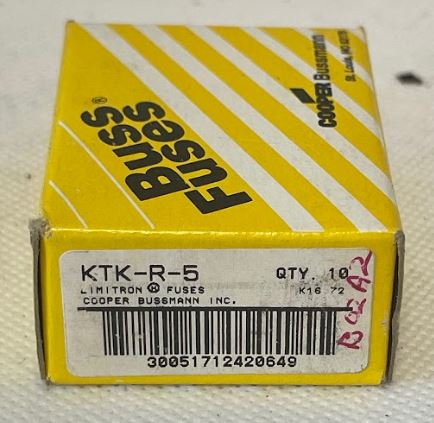 Buss®
Fuses
COOPER Bussmann
St. Louis, MO 63178
KTK-R-5
QTY. 10
LIMITRON ® FUSES
K16 72
COOPER BUSSMANN INC.
30051712420649